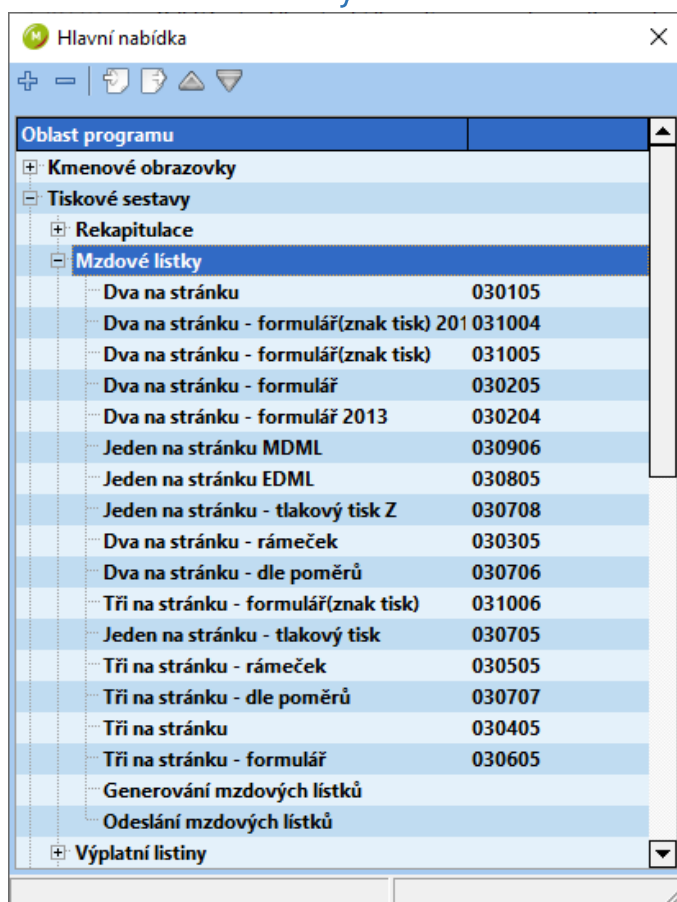 Hlavní nabídka
Oblast programu
Kmenové obrazovky
Tiskové sestavy
Rekapitulace
Mzdové lístky
Dva na stránku 030105
Dva na stránku - formulář(znak tisk) 201 031004
Dva na stránku - formulář(znak tisk) 031005
Dva na stránku - formulář 030205
Dva na stránku - formulář 2013 030204
Jeden na stránku MDML 030906
Jeden na stránku EDML 030805
Jeden na stránku - tlakový tisk Z 030708
Dva na stránku - rámeček 030305
Dva na stránku - dle poměrů 030706
Tři na stránku - formulář(znak tisk) 031006
Jeden na stránku - tlakový tisk 030705
Tři na stránku - rámeček 030505
Tři na stránku - dle poměrů 030707
Tři na stránku 030405
Tři na stránku - formulář 030605
Generování mzdových lístků
Odeslání mzdových lístků
Výplatní listiny